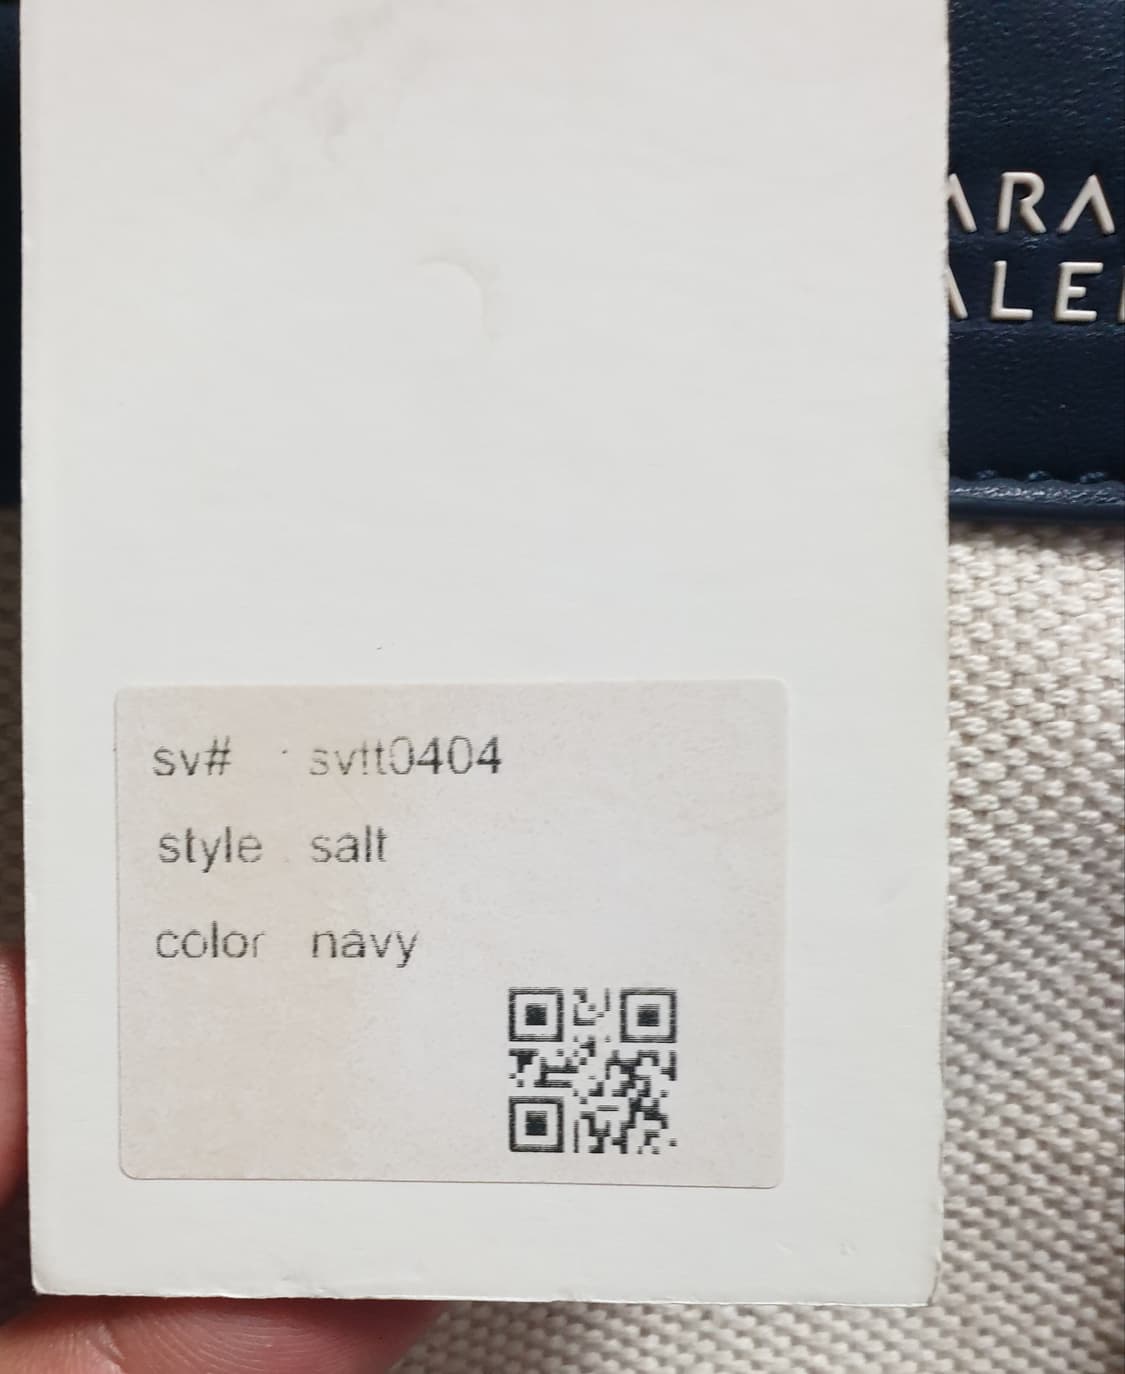 sv# svtt0404
style salt
color navy